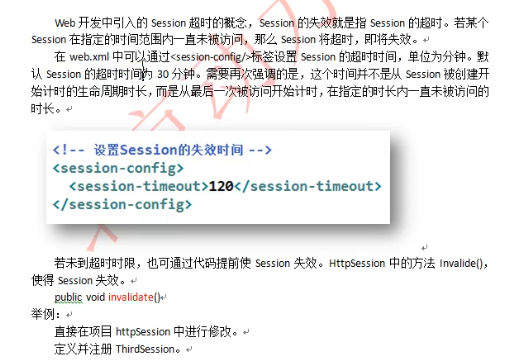 Web 开发中引入的 Session 超时的概念，Session 的失效就是指 Session 的超时。若某个
Session 在指定的时间范围内一直未被访问，那么 Session 将超时，即将失效。
在 web.xml 中可以通过<session-config/>标签设置 Session 的超时时间，单位为分钟。默
认 Session 的超时时间为 30 分钟。需要再次强调的是，这个时间并不是从 Session 被创建开
始计时的生命周期时长，而是从最后一次被访问开始计时，在指定的时长内一直未被访问的
时长。
<!-- 设置Session的失效时间 -->
<session-config>
<session-timeout>120</session-timeout>
</session-config>
若未到超时时限，也可通过代码提前使 Session 失效。HttpSession 中的方法 Invalide()，
使得 Session 失效。
public void invalidate()
举例：
直接在项目 httpSession 中进行修改。
定义并注册 ThirdSession。